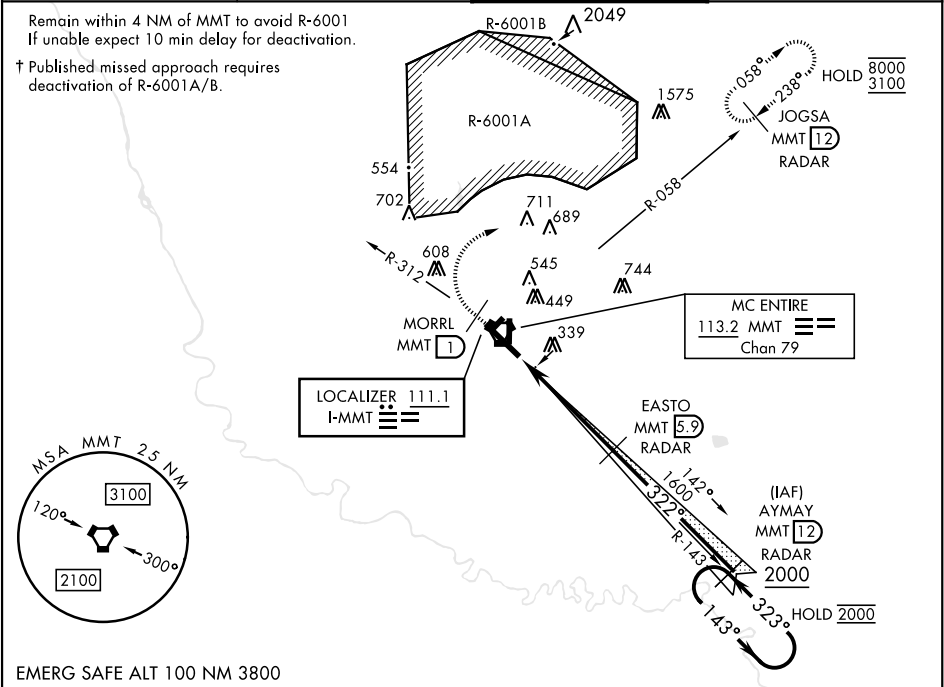 Remain within 4 NM of MMT to avoid R-6001
If unable expect 10 min delay for deactivation.
† Published missed approach requires
deactivation of R-6001A/B.
R-6001B
2049
R-6001A
1575
058°
238°
HOLD 8000
3100
JOGSA
MMT 12
RADAR
554
702
R-058
711
689
R-312
608
545
744
449
MORRL
MMT 1
339
MC ENTIRE
113.2 MMT
Chan 79
LOCALIZER 111.1
I-MMT
EASTO
MMT 5.9
RADAR
142°
1600
322°
R-143
(IAF)
AYMAY
MMT 12
RADAR
2000
323°
HOLD 2000
143°
MSA MMT 25 NM
3100
120°
300°
2100
EMERG SAFE ALT 100 NM 3800